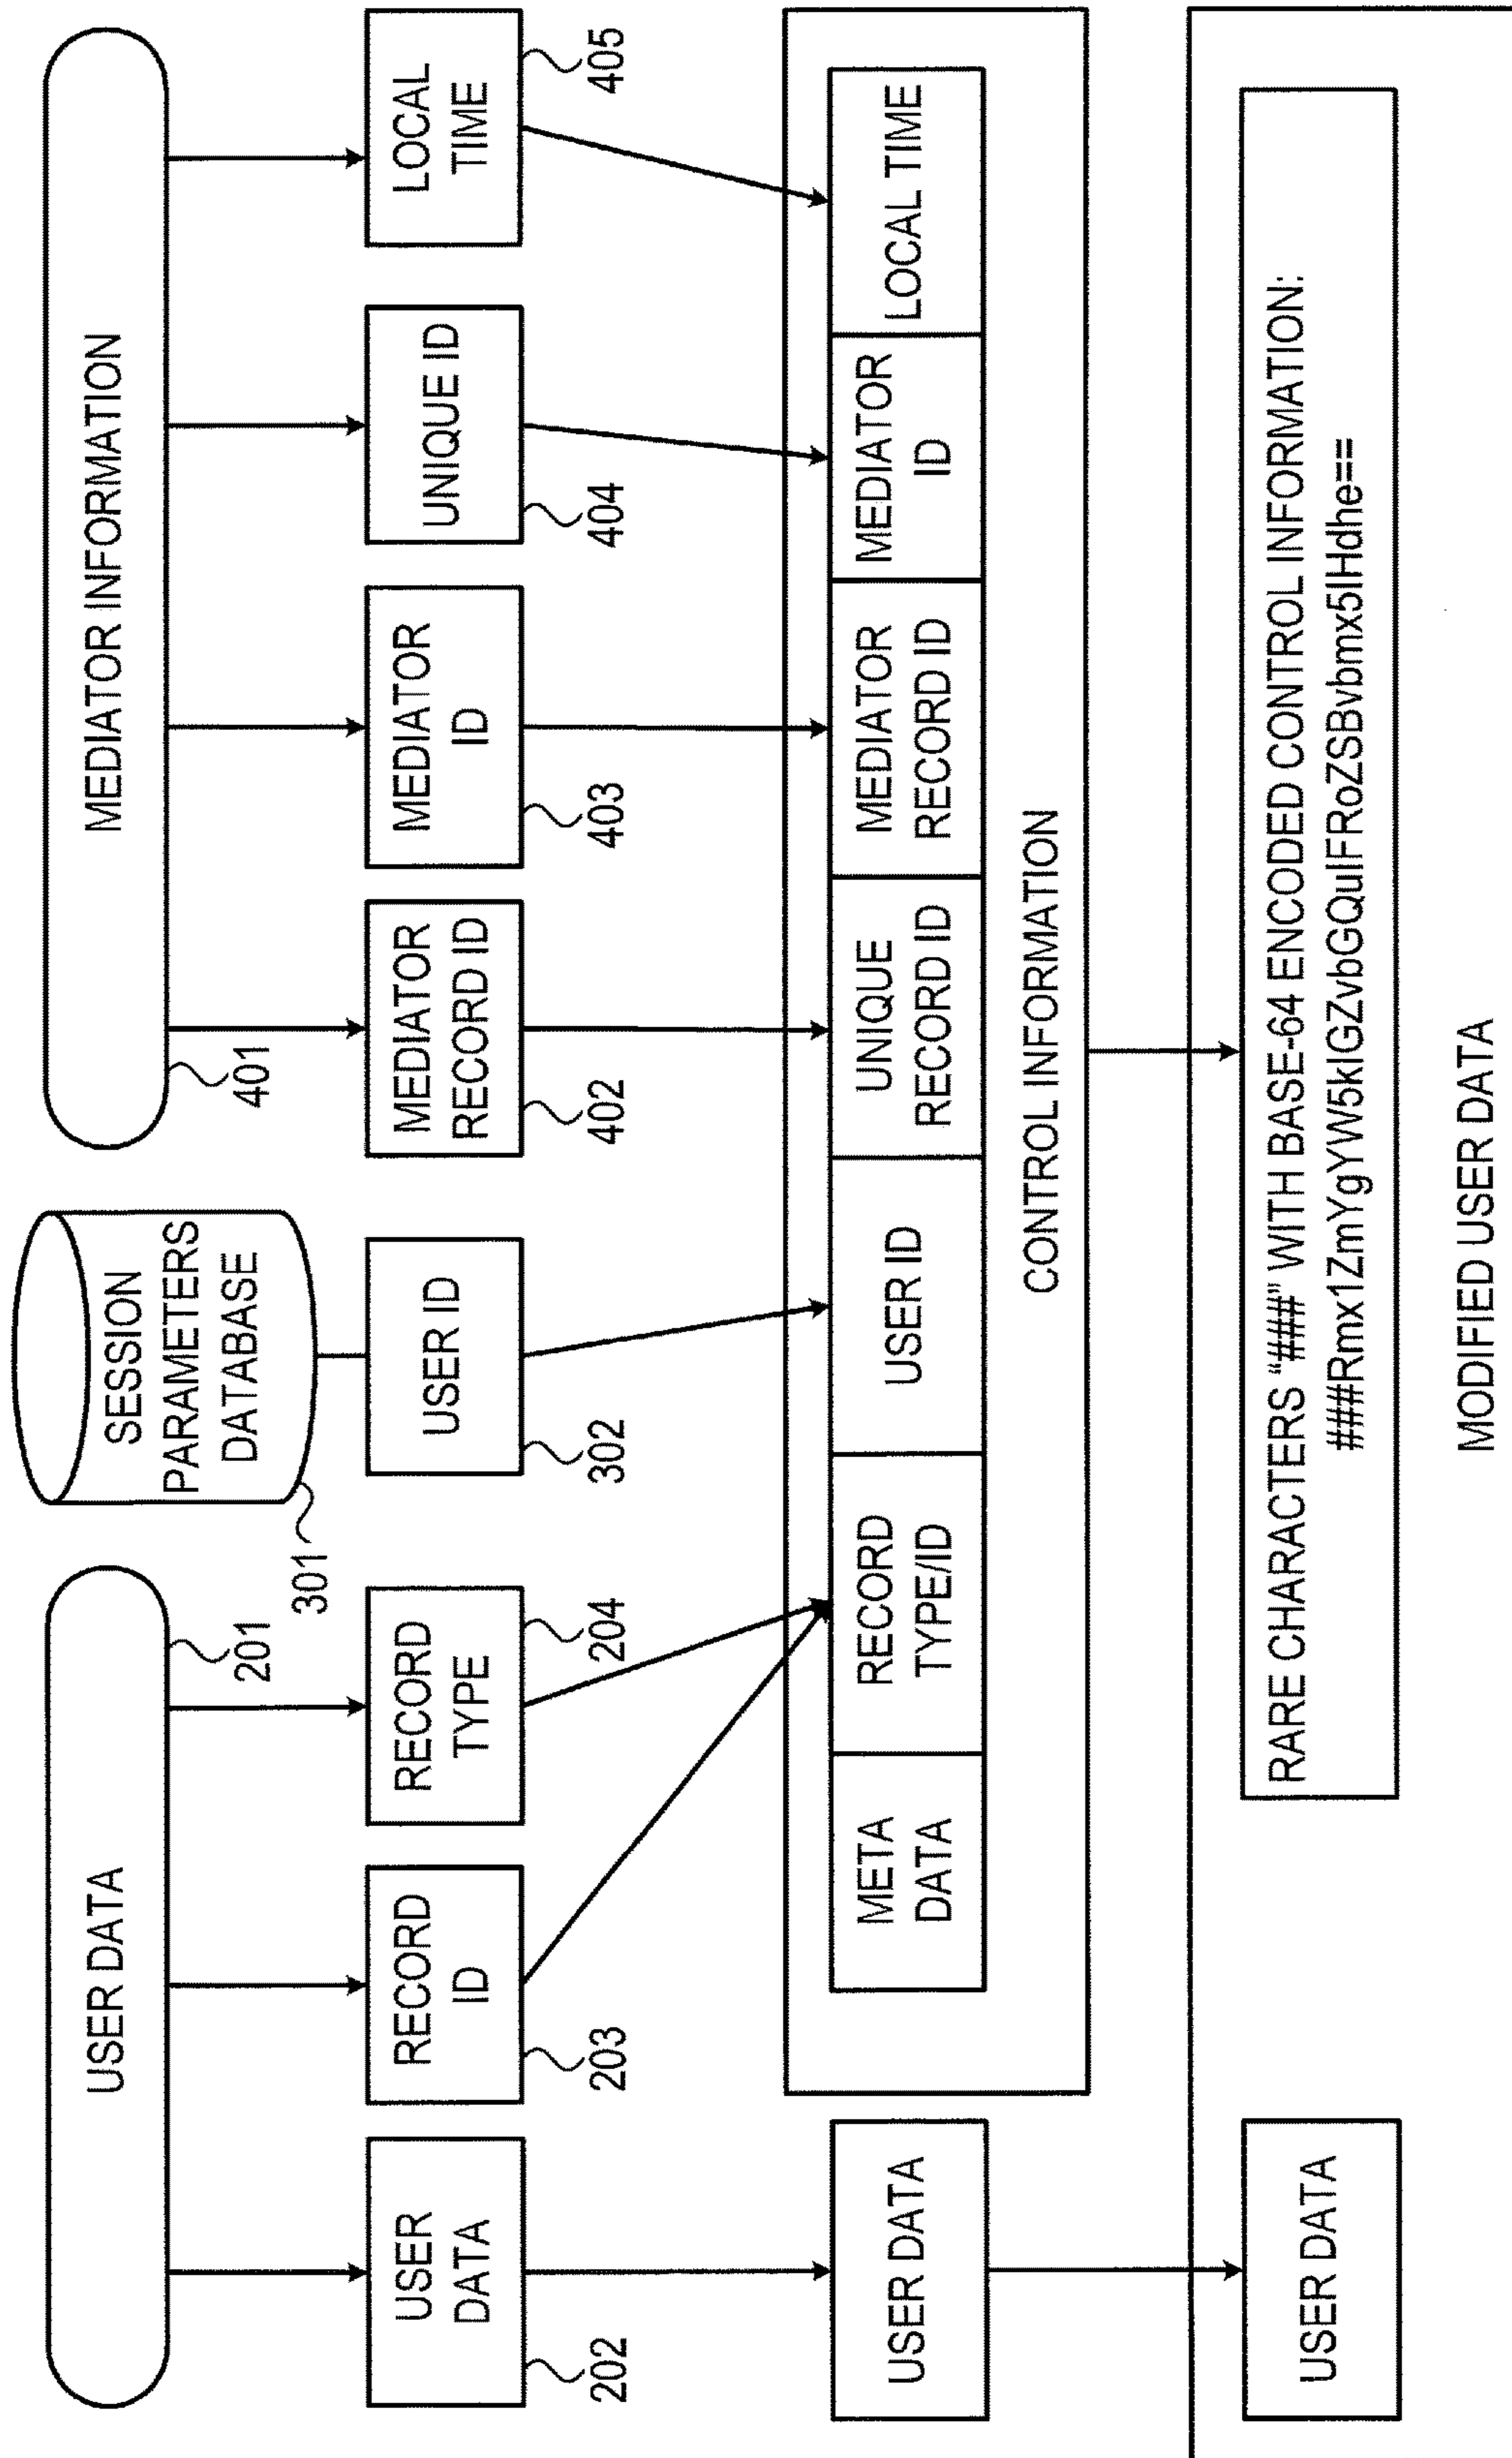 USER DATA
201
SESSION
PARAMETERS
DATABASE
301
MEDIATOR INFORMATION
401
USER
DATA
202
RECORD
ID
203
RECORD
TYPE
204
USER ID
302
MEDIATOR
RECORD ID
402
MEDIATOR
ID
403
UNIQUE ID
404
LOCAL
TIME
405
USER DATA
META
DATA
RECORD
TYPE/ID
USER ID
UNIQUE
RECORD ID
MEDIATOR
RECORD ID
MEDIATOR
ID
LOCAL TIME
CONTROL INFORMATION
USER DATA
RARE CHARACTERS "###" WITH BASE-64 ENCODED CONTROL INFORMATION:
###Rmx1ZmYgYW5kIGZvbGQuIFRoZSBvbmx5IHdhe==
MODIFIED USER DATA